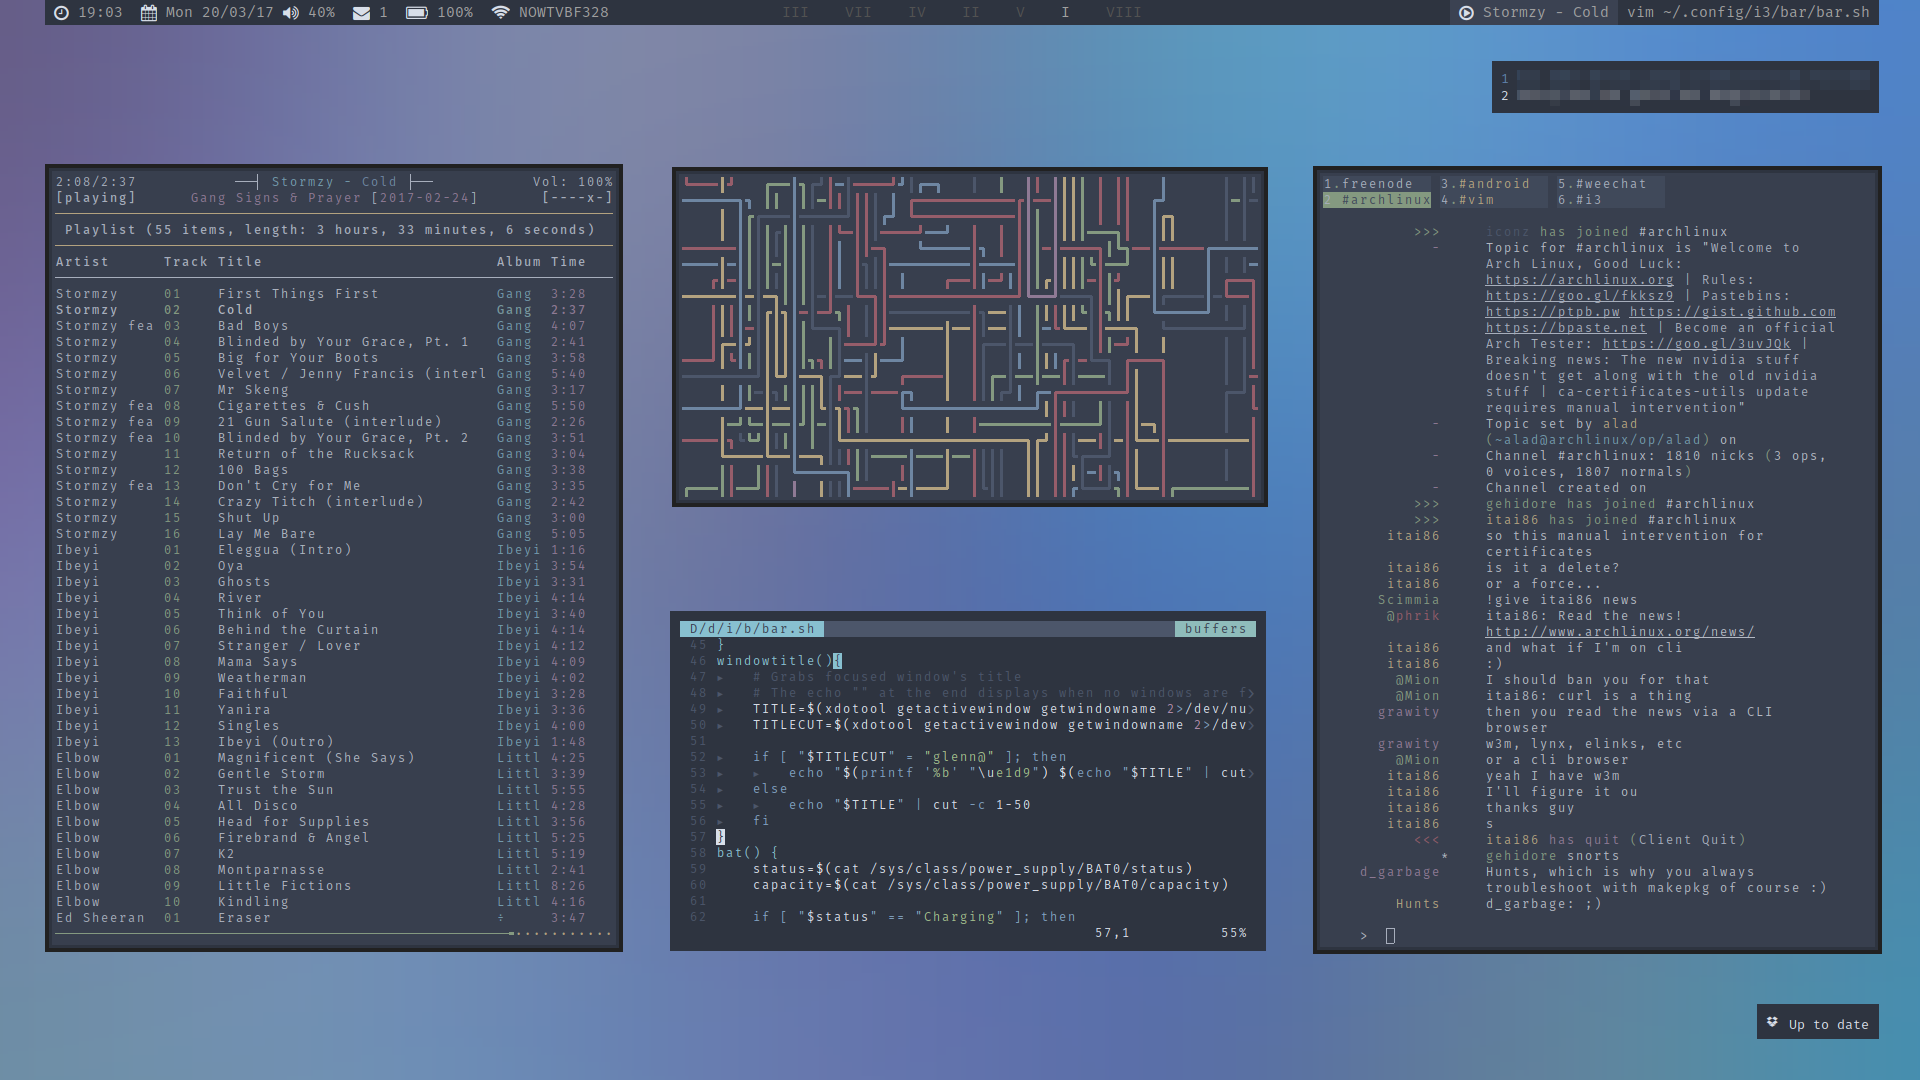 19:03 Mon 20/03/17 40% 1 100% NOWTVBF328 III VII IV II V I VIII Stormzy - Cold vim ~/.config/i3/bar/bar.sh
1
2
2:08/2:37 Stormzy - Cold Vol: 100%
[playing] Gang Signs & Prayer [2017-02-24] [----x-]
Playlist (55 items, length: 3 hours, 33 minutes, 6 seconds)
Artist Track Title Album Time
Stormzy 01 First Things First Gang 3:28
Stormzy 02 Cold Gang 2:37
Stormzy fea 03 Bad Boys Gang 4:07
Stormzy 04 Blinded by Your Grace, Pt. 1 Gang 2:41
Stormzy 05 Big for Your Boots Gang 3:58
Stormzy 06 Velvet / Jenny Francis (interl Gang 5:40
Stormzy 07 Mr Skeng Gang 3:17
Stormzy fea 08 Cigarettes & Cush Gang 5:50
Stormzy fea 09 21 Gun Salute (interlude) Gang 2:26
Stormzy fea 10 Blinded by Your Grace, Pt. 2 Gang 3:51
Stormzy 11 Return of the Rucksack Gang 3:04
Stormzy 12 100 Bags Gang 3:38
Stormzy fea 13 Don't Cry for Me Gang 3:35
Stormzy 14 Crazy Titch (interlude) Gang 2:42
Stormzy 15 Shut Up Gang 3:00
Stormzy 16 Lay Me Bare Gang 5:05
Ibeyi 01 Eleggua (Intro) Ibeyi 1:16
Ibeyi 02 Oya Ibeyi 3:54
Ibeyi 03 Ghosts Ibeyi 3:31
Ibeyi 04 River Ibeyi 4:14
Ibeyi 05 Think of You Ibeyi 3:40
Ibeyi 06 Behind the Curtain Ibeyi 4:14
Ibeyi 07 Stranger / Lover Ibeyi 4:12
Ibeyi 08 Mama Says Ibeyi 4:09
Ibeyi 09 Weatherman Ibeyi 4:02
Ibeyi 10 Faithful Ibeyi 3:28
Ibeyi 11 Yanira Ibeyi 3:36
Ibeyi 12 Singles Ibeyi 4:00
Ibeyi 13 Ibeyi (Outro) Ibeyi 1:48
Elbow 01 Magnificent (She Says) Littl 4:25
Elbow 02 Gentle Storm Littl 3:39
Elbow 03 Trust the Sun Littl 5:55
Elbow 04 All Disco Littl 4:28
Elbow 05 Head for Supplies Littl 3:56
Elbow 06 Firebrand & Angel Littl 5:25
Elbow 07 K2 Littl 5:19
Elbow 08 Montparnasse Littl 2:41
Elbow 09 Little Fictions Littl 8:26
Elbow 10 Kindling Littl 4:16
Ed Sheeran 01 Eraser ÷ 3:47
D/d/i/b/bar.sh buffers
45 }
46 windowtitle(){
47 ▸ # Grabs focused window's title
48 ▸ # The echo "" at the end displays when no windows are f>
49 ▸ TITLE=$(xdotool getactivewindow getwindowname 2>/dev/nu>
50 ▸ TITLECUT=$(xdotool getactivewindow getwindowname 2>/dev>
51
52 ▸ if [ "$TITLECUT" = "glenn@" ]; then
53 ▸ ▸ echo "$(printf '%b' "\ue1d9") $(echo "$TITLE" | cut>
54 ▸ else
55 ▸ ▸ echo "$TITLE" | cut -c 1-50
56 ▸ fi
57 }
58 bat() {
59 status=$(cat /sys/class/power_supply/BAT0/status)
60 capacity=$(cat /sys/class/power_supply/BAT0/capacity)
61
62 if [ "$status" == "Charging" ]; then
57,1 55%
1.freenode 3.#android 5.#weechat
2 #archlinux 4.#vim 6.#i3
>>> iconz has joined #archlinux
- Topic for #archlinux is "Welcome to
Arch Linux, Good Luck:
https://archlinux.org | Rules:
https://goo.gl/fkksz9 | Pastebins:
https://ptpb.pw https://gist.github.com
https://bpaste.net | Become an official
Arch Tester: https://goo.gl/3uvJQk |
Breaking news: The new nvidia stuff
doesn't get along with the old nvidia
stuff | ca-certificates-utils update
requires manual intervention"
- Topic set by alad
(~alad@archlinux/op/alad) on
- Channel #archlinux: 1810 nicks (3 ops,
0 voices, 1807 normals)
- Channel created on
>>> gehidore has joined #archlinux
>>> itai86 has joined #archlinux
itai86 so this manual intervention for
certificates
itai86 is it a delete?
itai86 or a force...
Scimmia !give itai86 news
@phrik itai86: Read the news!
http://www.archlinux.org/news/
itai86 and what if I'm on cli
itai86 :)
@Mion I should ban you for that
@Mion itai86: curl is a thing
grawity then you read the news via a CLI
browser
grawity w3m, lynx, elinks, etc
@Mion or a cli browser
itai86 yeah I have w3m
itai86 I'll figure it ou
itai86 thanks guy
itai86 s
<<< itai86 has quit (Client Quit)
* gehidore snorts
d_garbage Hunts, which is why you always
troubleshoot with makepkg of course :)
Hunts d_garbage: ;)
>
Up to date